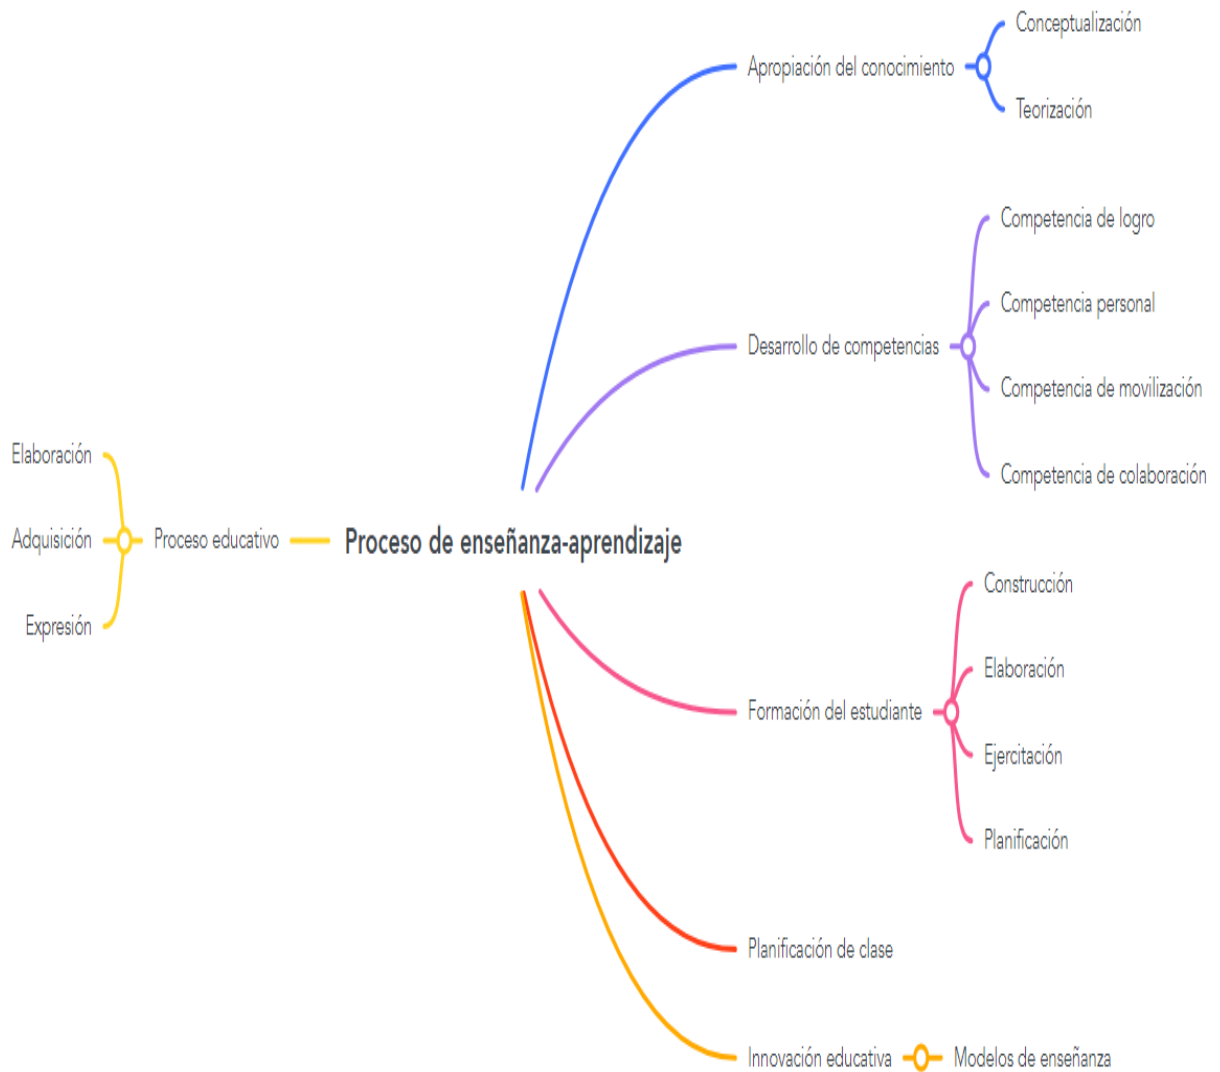 Conceptualización
Apropiación del conocimiento
Teorización
Competencia de logro
Competencia personal
Desarrollo de competencias
Competencia de movilización
Competencia de colaboración
Elaboración
Adquisición
Proceso educativo
Expresión
Proceso de enseñanza-aprendizaje
Construcción
Elaboración
Formación del estudiante
Ejercitación
Planificación
Planificación de clase
Innovación educativa
Modelos de enseñanza